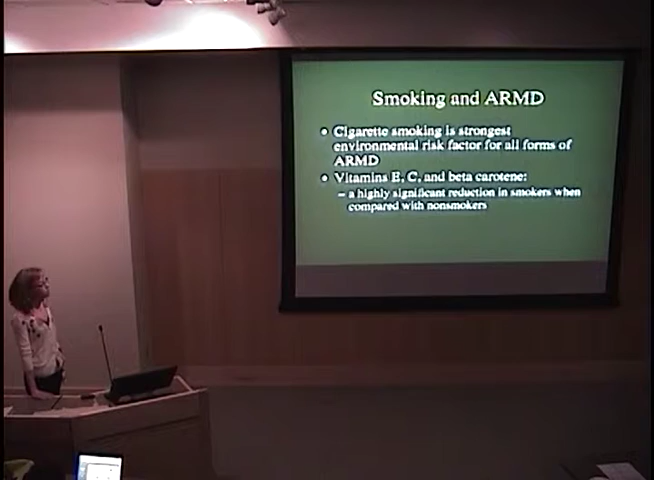 Smoking and ARMD
• Cigarette smoking is strongest
environmental risk factor for all forms of
ARMD
• Vitamins E, C, and beta carotene:
– a highly significant reduction in smokers when
compared with nonsmokers